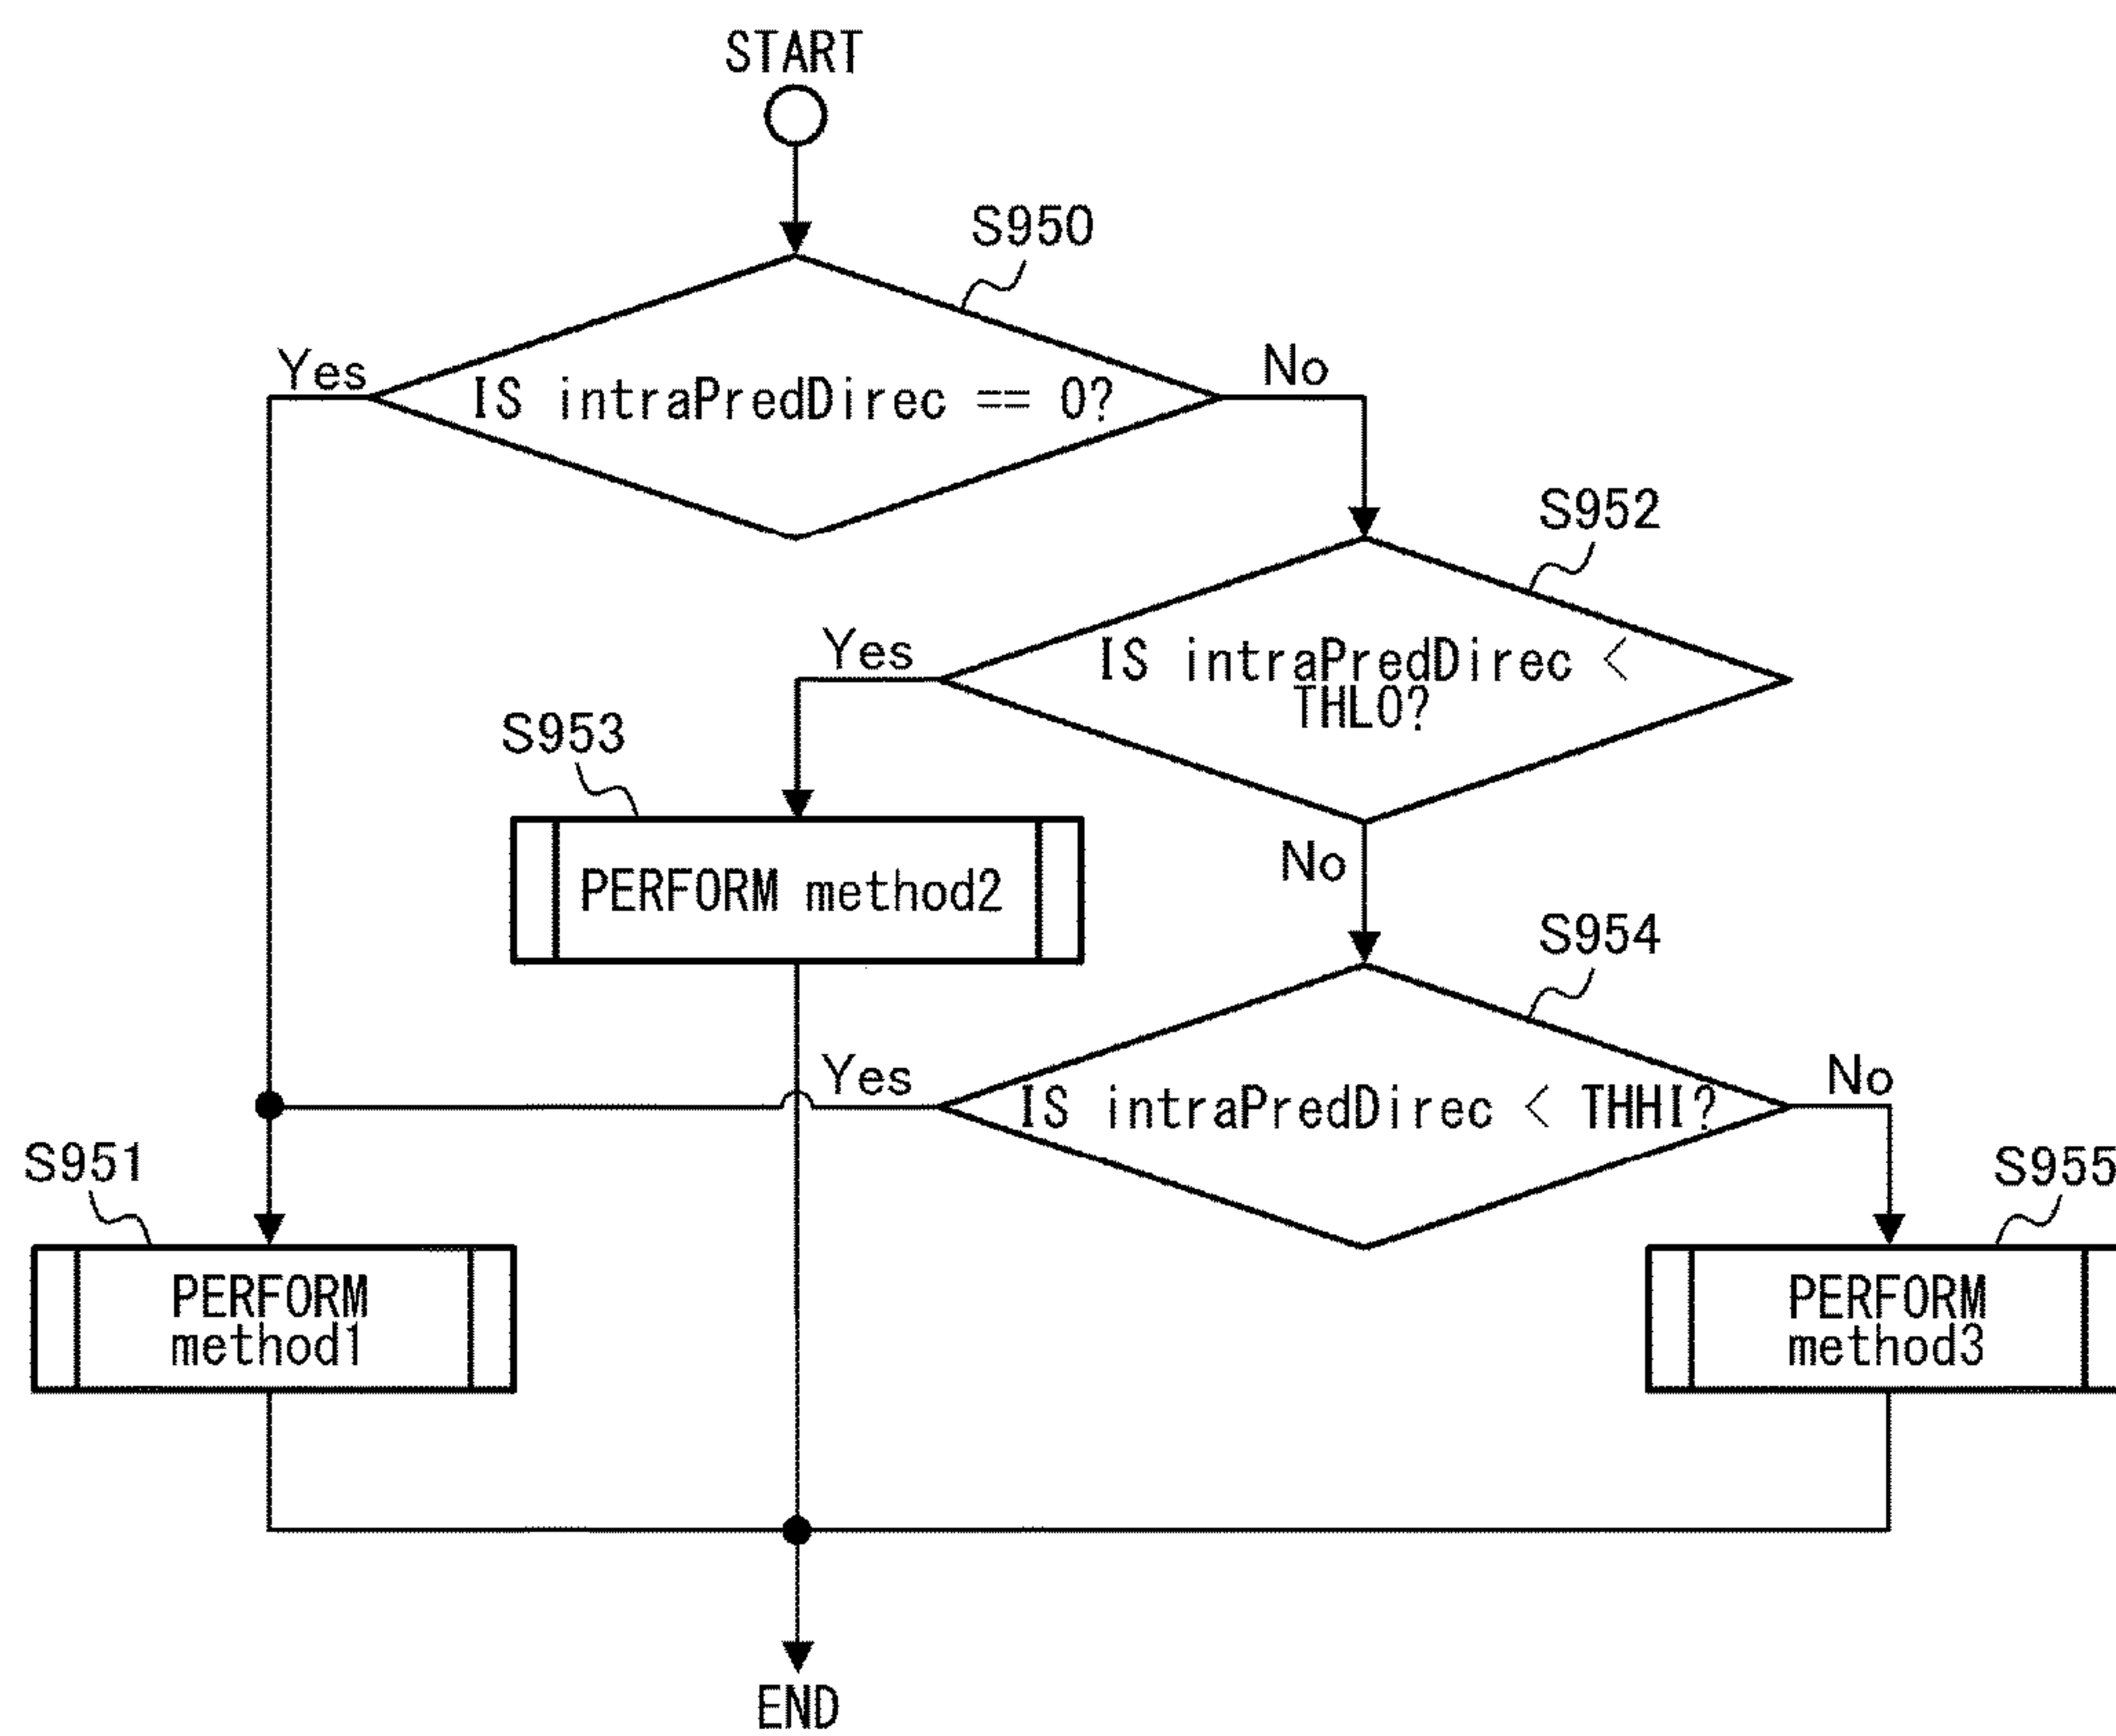 START
S950
Yes
No
IS intraPredDirec == 0?
S952
Yes
IS intraPredDirec <
THLO?
S953
No
PERFORM method2
S954
Yes
No
IS intraPredDirec < THHI?
S951
S955
PERFORM
method1
PERFORM
method3
END